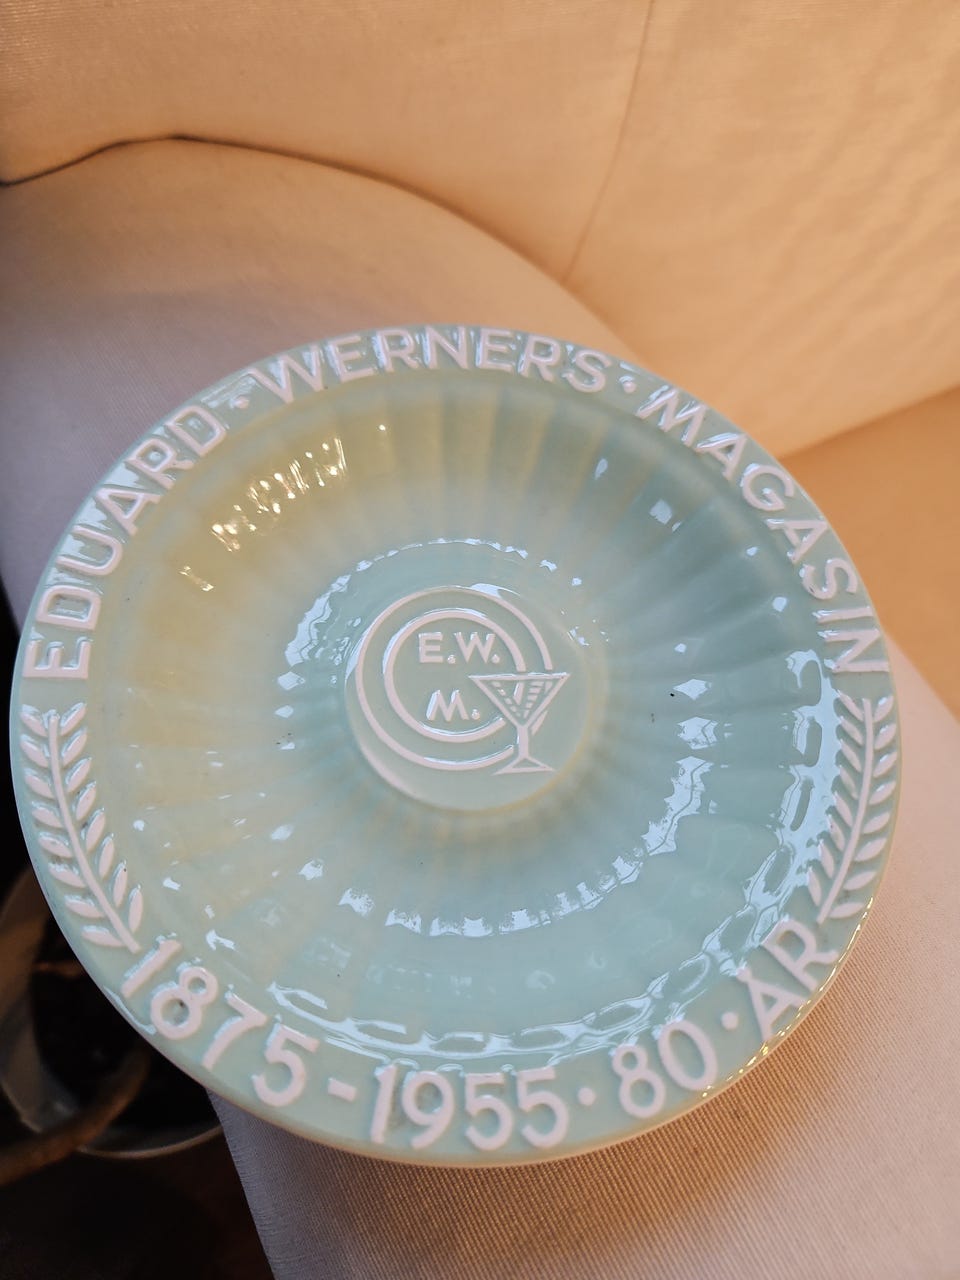 EDUARD · WERNERS · MAGASIN
E.W.
M.
1875-1955 · 80 · ÅR